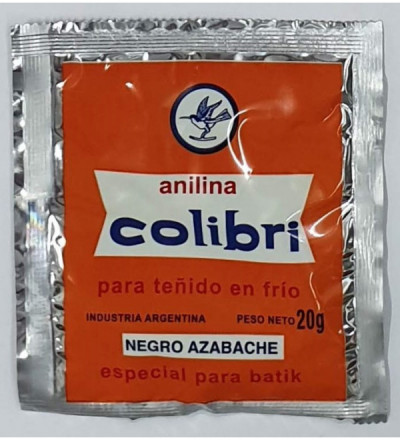 anilina
colibri
para teñido en frío
INDUSTRIA ARGENTINA PESO NETO 20g
NEGRO AZABACHE
especial para batik